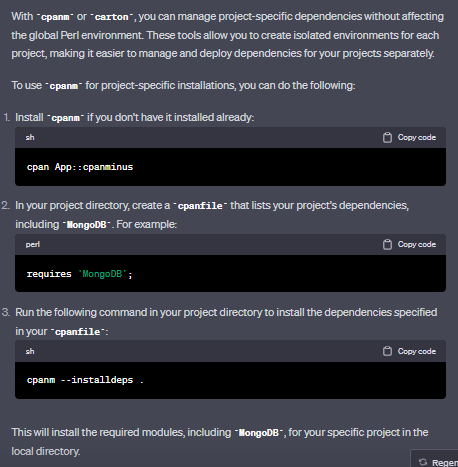 With `cpanm` or `carton`, you can manage project-specific dependencies without affecting
the global Perl environment. These tools allow you to create isolated environments for each
project, making it easier to manage and deploy dependencies for your projects separately.
To use `cpanm` for project-specific installations, you can do the following:
1. Install `cpanm` if you don't have it installed already:
sh Copy code
cpan App::cpanminus
2. In your project directory, create a `cpanfile` that lists your project's dependencies,
including `MongoDB`. For example:
perl Copy code
requires 'MongoDB';
3. Run the following command in your project directory to install the dependencies specified
in your `cpanfile`:
sh Copy code
cpanm --installdeps .
This will install the required modules, including `MongoDB`, for your specific project in the
local directory.
Regen